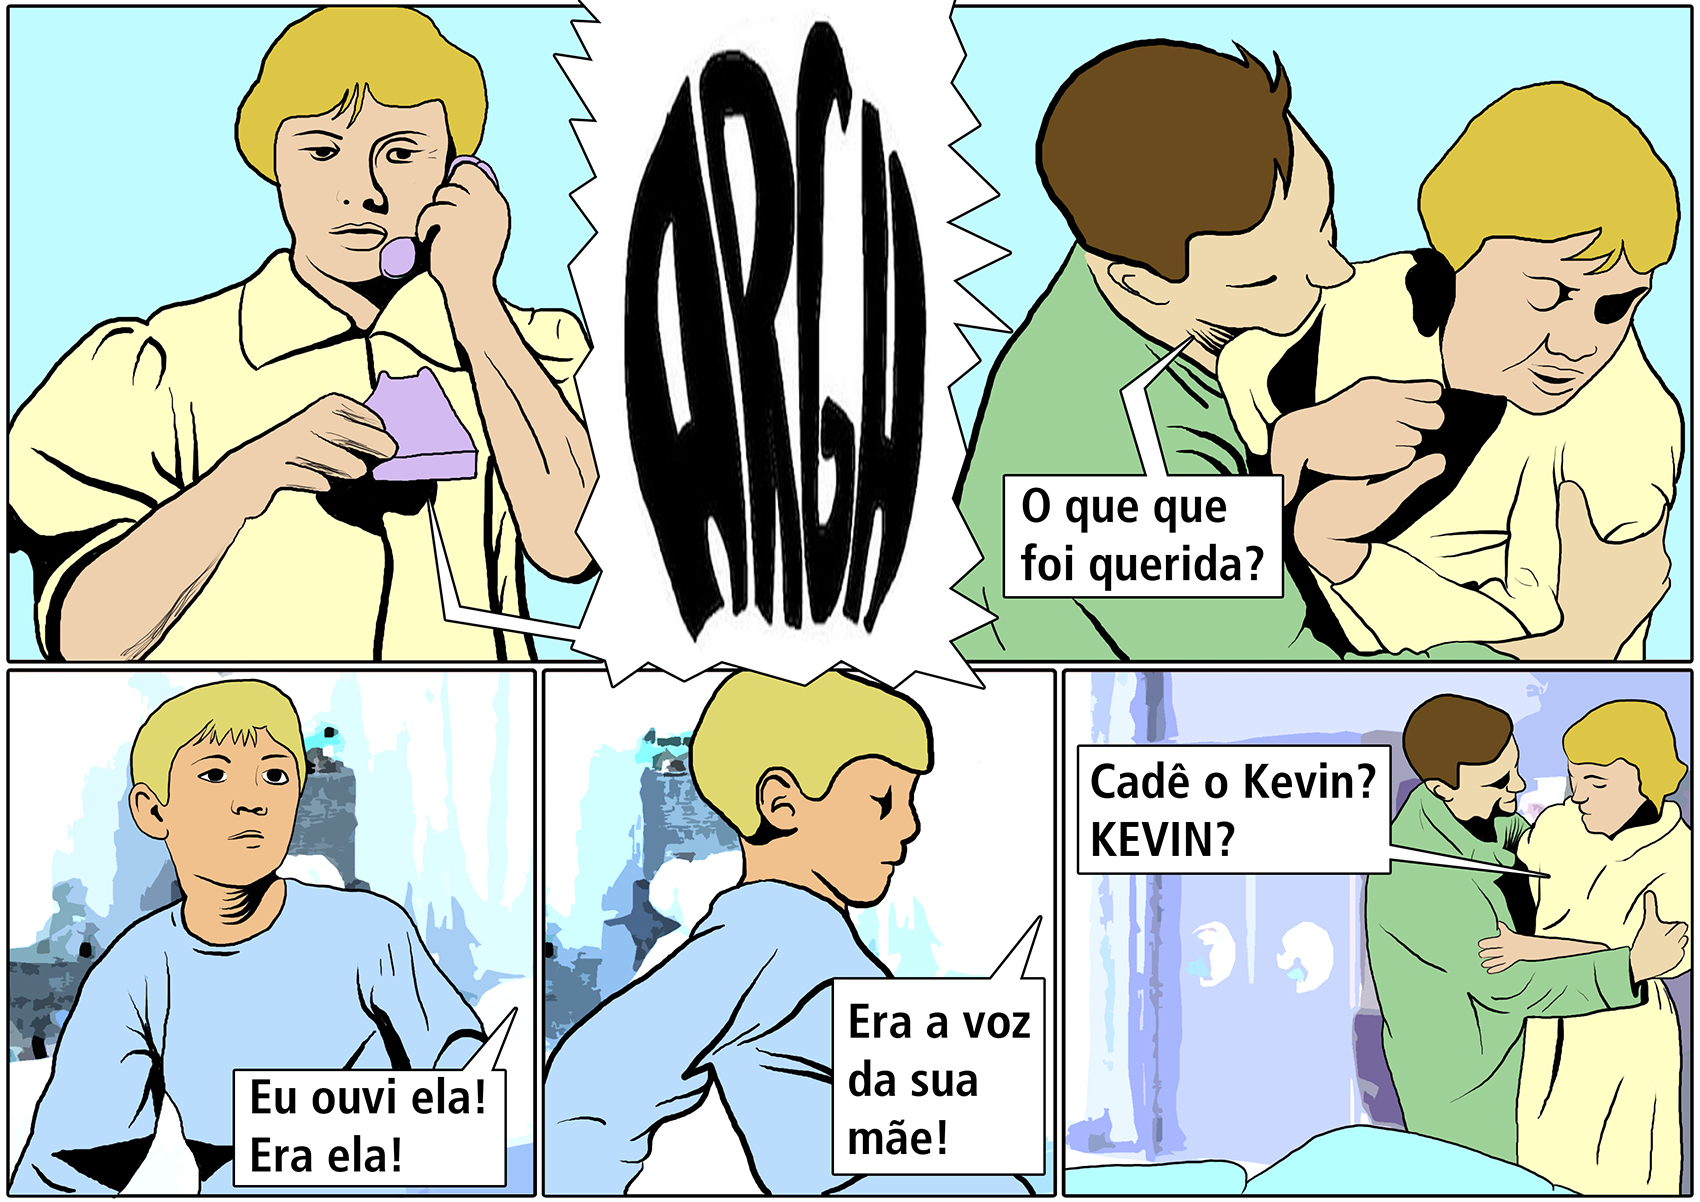 ARGH
O que que
foi querida?
Eu ouvi ela!
Era ela!
Era a voz
da sua
mãe!
Cadê o Kevin?
KEVIN?